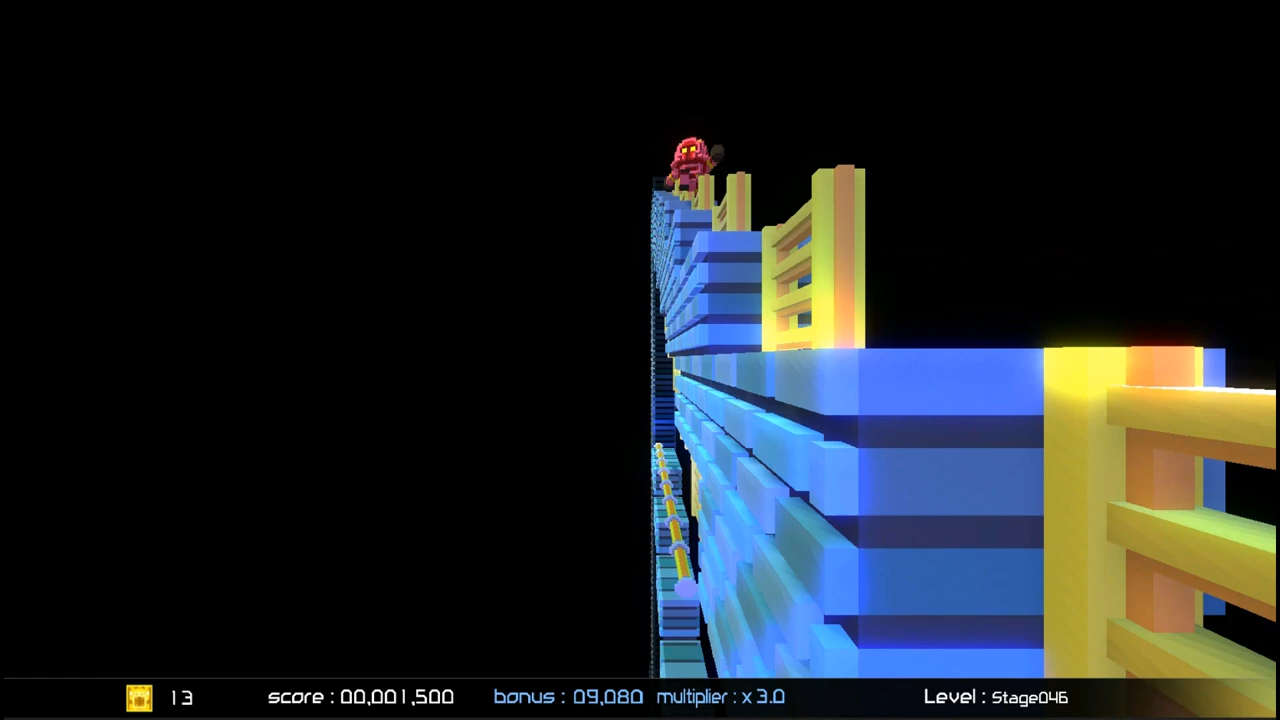 13 score : 00,001,500 bonus : 09,080 multiplier : x 3.0 Level : Stage046